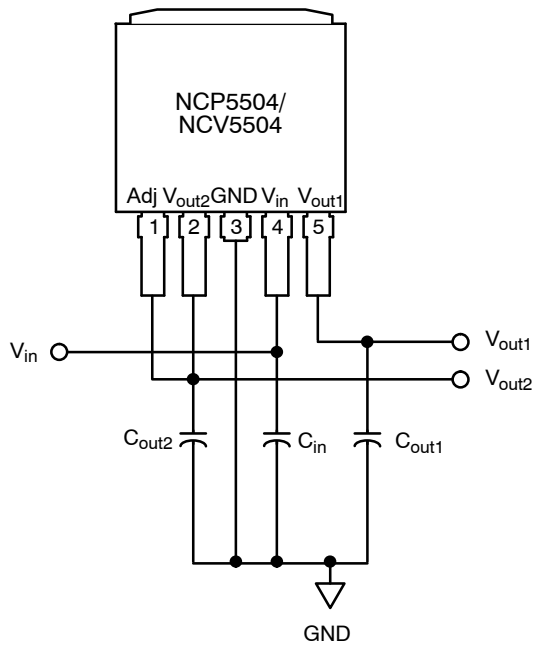 NCP5504/
NCV5504
Adj Vout2 GND Vin Vout1
1 2 3 4 5
Vin
Vout1
Vout2
Cout2 Cin Cout1
GND